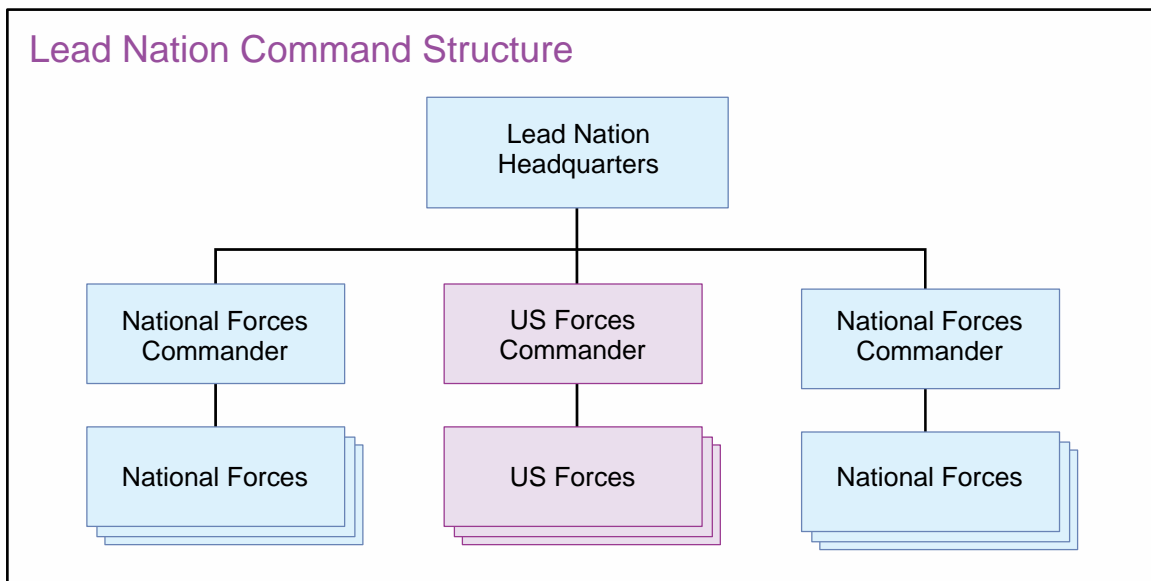 Lead Nation Command Structure
Lead Nation
Headquarters
National Forces
Commander
US Forces
Commander
National Forces
Commander
National Forces
US Forces
National Forces